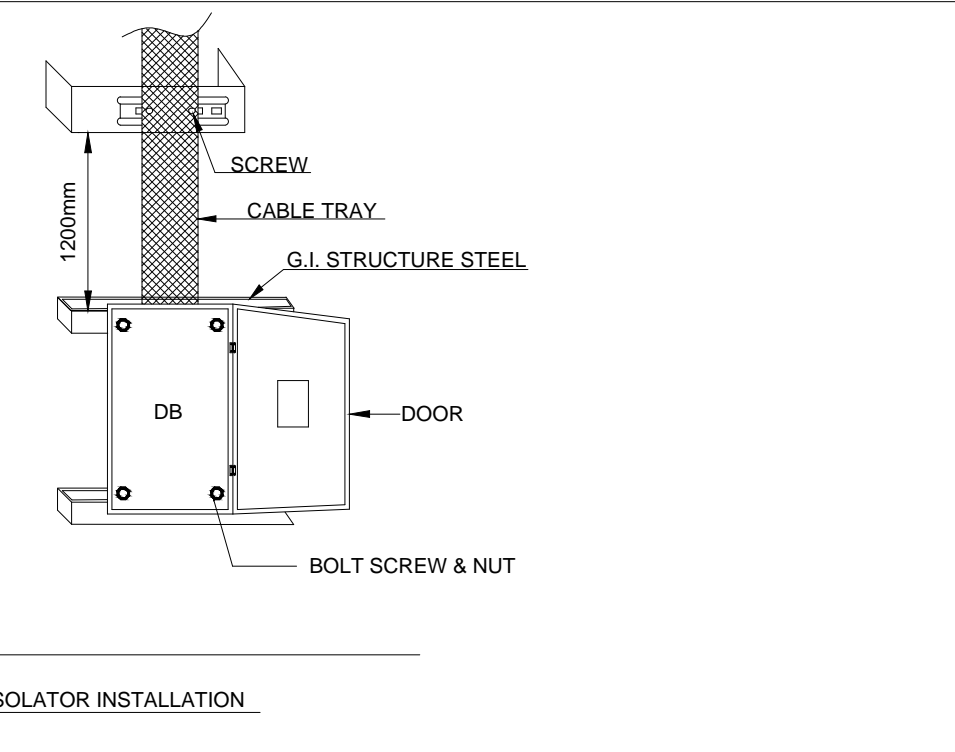 SCREW
CABLE TRAY
1200mm
G.I. STRUCTURE STEEL
DB
DOOR
BOLT SCREW & NUT
SOLATOR INSTALLATION